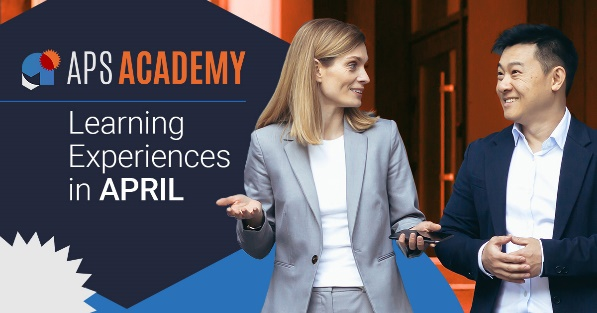 APS ACADEMY
Learning
Experiences
in APRIL